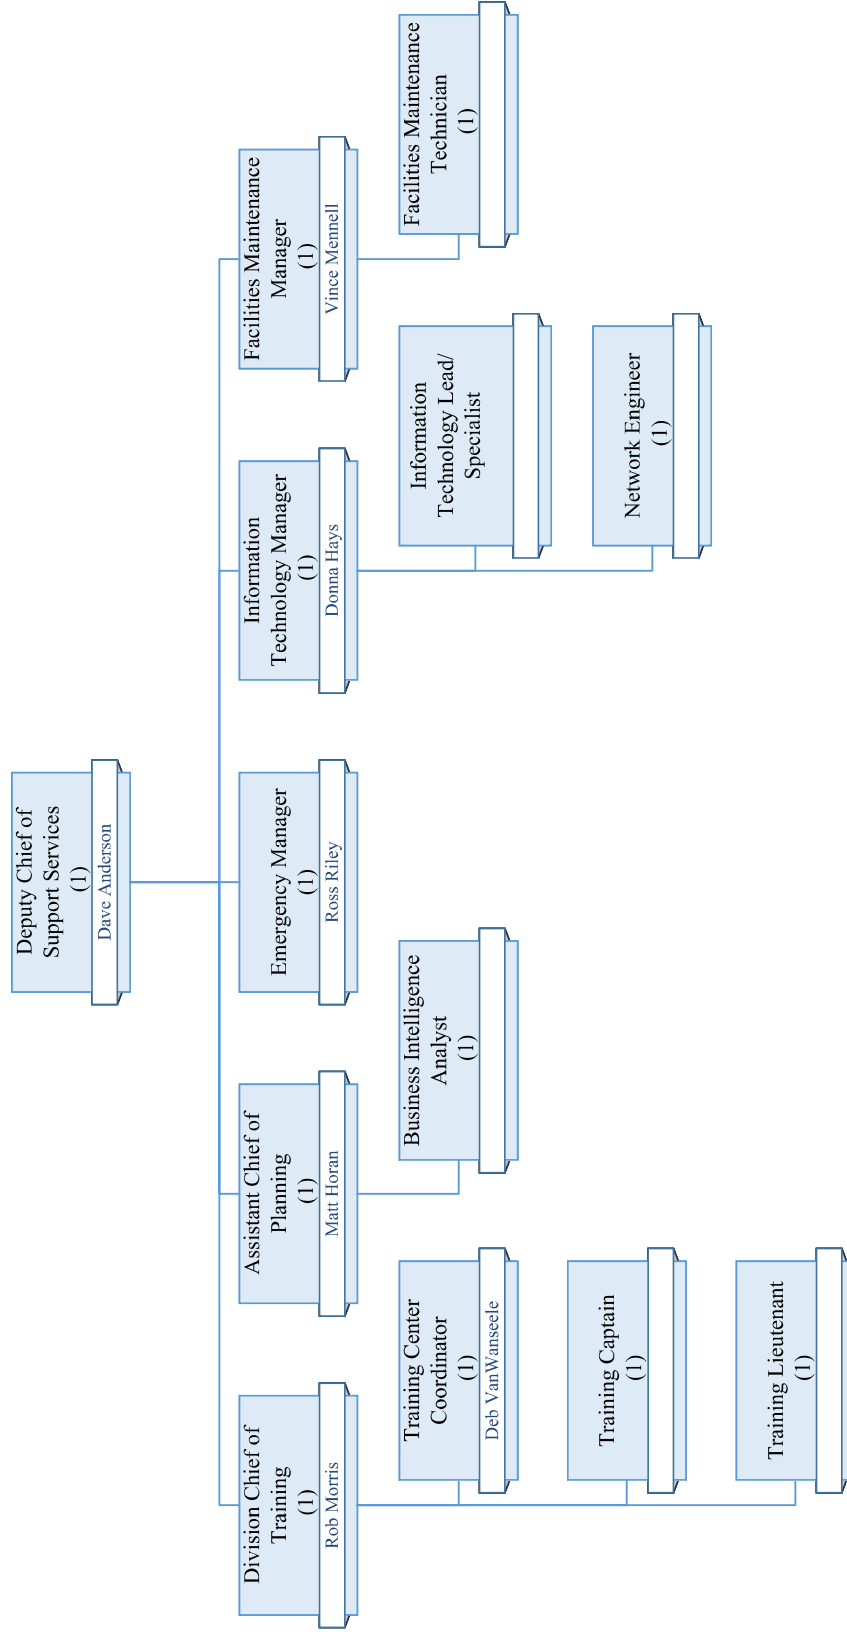 Deputy Chief of
Support Services
(1)
Dave Anderson
Division Chief of
Training
(1)
Rob Morris
Assistant Chief of
Planning
(1)
Matt Horan
Emergency Manager
(1)
Ross Riley
Information
Technology Manager
(1)
Donna Hays
Facilities Maintenance
Manager
(1)
Vince Mennell
Training Center
Coordinator
(1)
Deb VanWanseele
Business Intelligence
Analyst
(1)
Information
Technology Lead/
Specialist
Facilities Maintenance
Technician
(1)
Training Captain
(1)
Network Engineer
(1)
Training Lieutenant
(1)